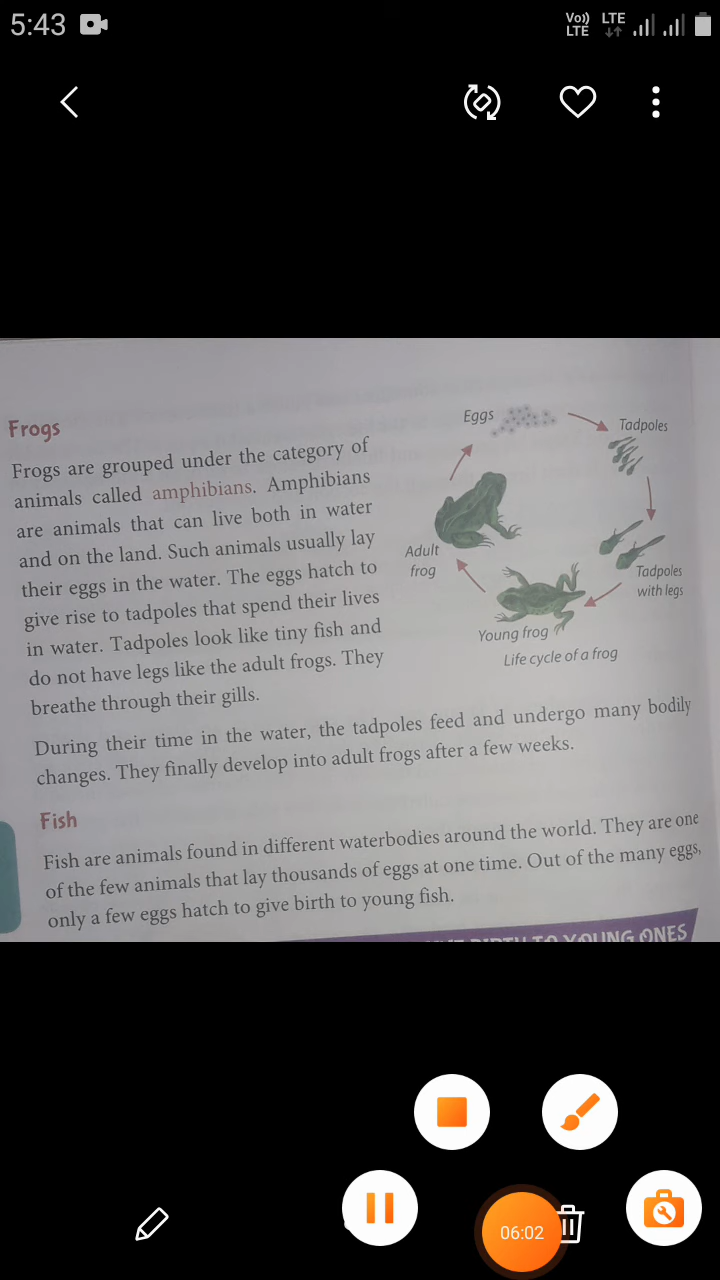 5:43
Vo))
LTE
LTE
Frogs
Frogs are grouped under the category of
animals called amphibians. Amphibians
are animals that can live both in water
and on the land. Such animals usually lay
their eggs in the water. The eggs hatch to
give rise to tadpoles that spend their lives
in water. Tadpoles look like tiny fish and
do not have legs like the adult frogs. They
breathe through their gills.
Eggs
Tadpoles
Tadpoles
with legs
Young frog
Adult
frog
Life cycle of a frog
During their time in the water, the tadpoles feed and undergo many bodily
changes. They finally develop into adult frogs after a few weeks.
Fish
Fish are animals found in different waterbodies around the world. They are one
of the few animals that lay thousands of eggs at one time. Out of the many eggs,
only a few eggs hatch to give birth to young fish.
BIRTH TO YOUNG ONES
06:02